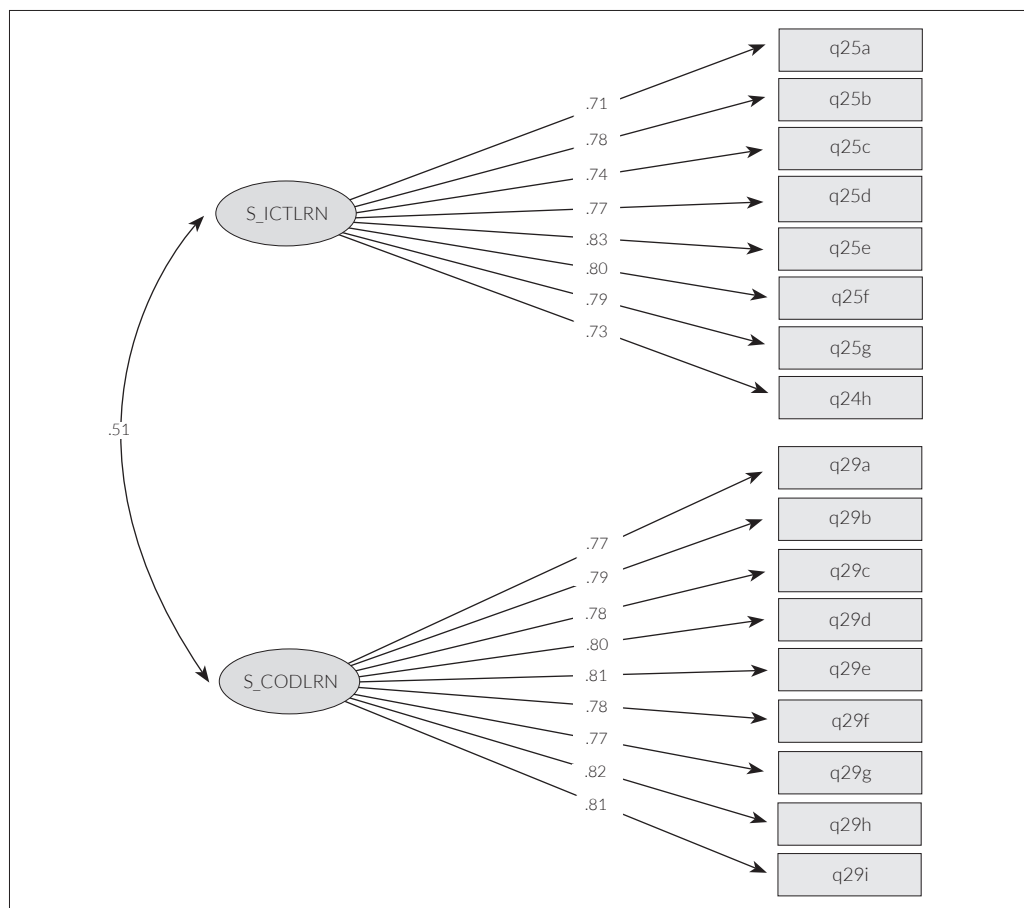 q25a
.71
q25b
.78
q25c
.74
q25d
.77
S_ICTLRN
q25e
.83
q25f
.80
q25g
.79
q24h
.73
.51
q29a
.77
q29b
.79
q29c
.78
q29d
.80
q29e
.81
S_CODLRN
q29f
.78
q29g
.77
q29h
.82
q29i
.81